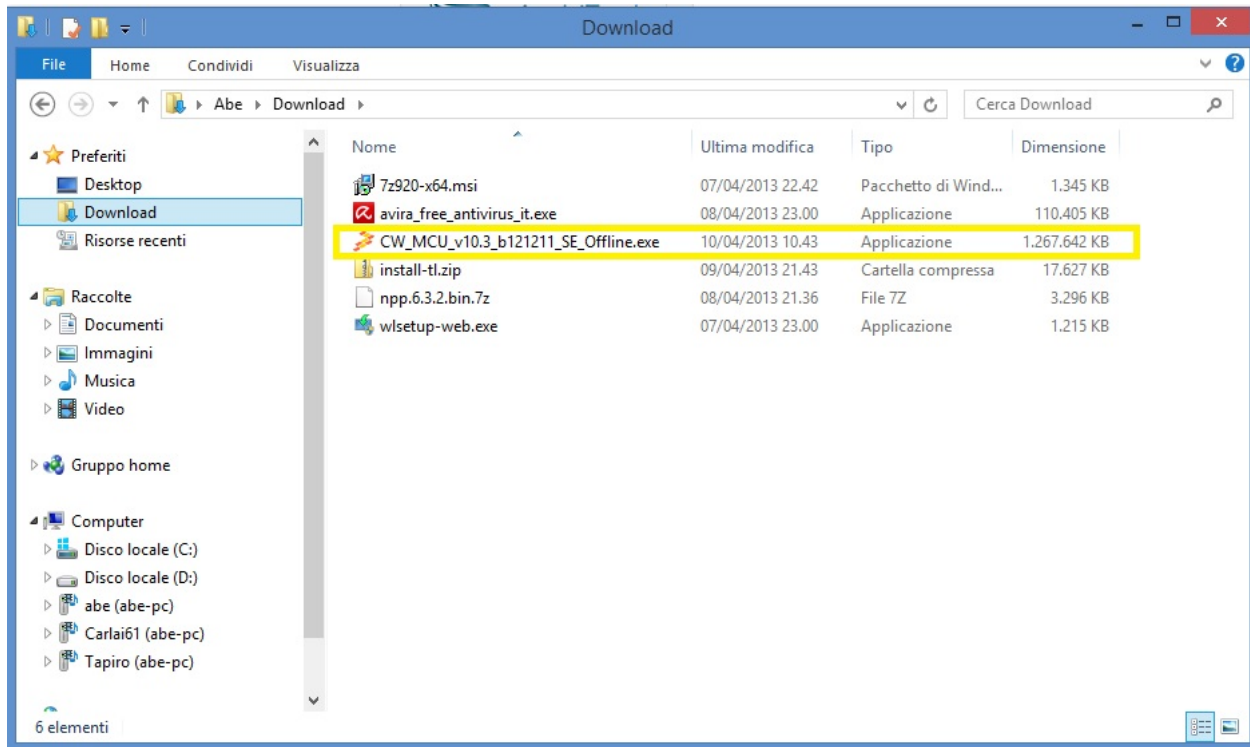 Download
File Home Condividi Visualizza
Abe Download Cerca Download
Preferiti
Desktop
Download
Risorse recenti
Raccolte
Documenti
Immagini
Musica
Video
Gruppo home
Computer
Disco locale (C:)
Disco locale (D:)
abe (abe-pc)
Carlai61 (abe-pc)
Tapiro (abe-pc)
Nome Ultima modifica Tipo Dimensione
7z920-x64.msi 07/04/2013 22.42 Pacchetto di Wind... 1.345 KB
avira_free_antivirus_it.exe 08/04/2013 23.00 Applicazione 110.405 KB
CW_MCU_v10.3_b121211_SE_Offline.exe 10/04/2013 10.43 Applicazione 1.267.642 KB
install-tl.zip 09/04/2013 21.43 Cartella compressa 17.627 KB
npp.6.3.2.bin.7z 08/04/2013 21.36 File 7Z 3.296 KB
wlsetup-web.exe 07/04/2013 23.00 Applicazione 1.215 KB
6 elementi